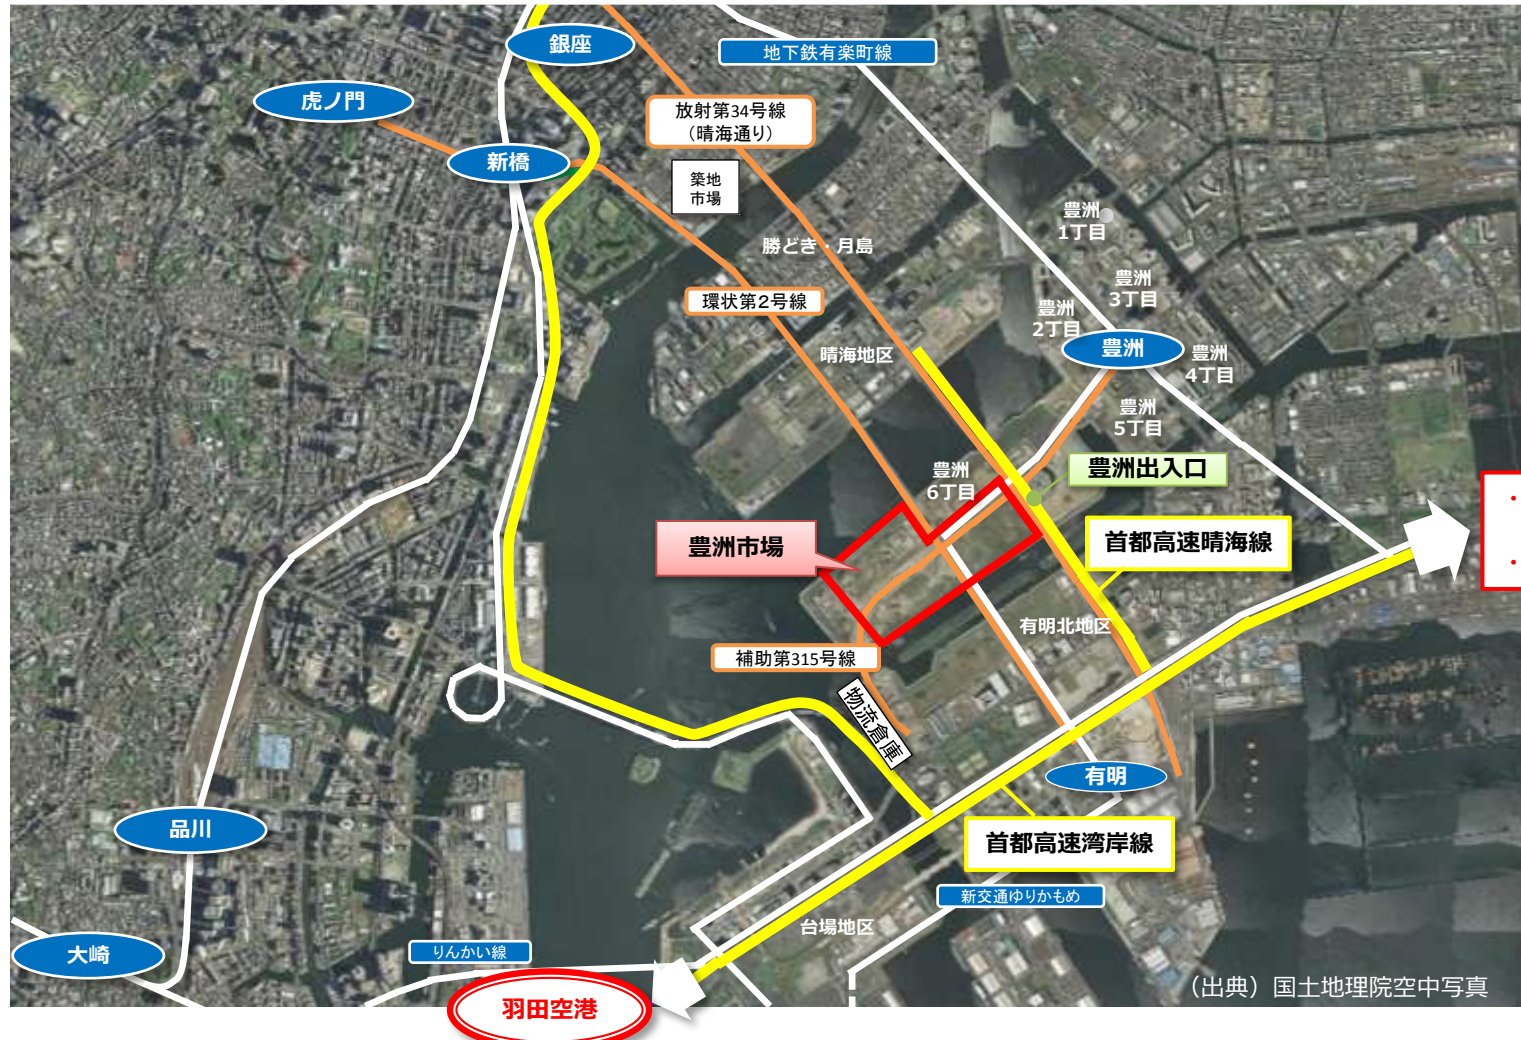 銀座
地下鉄有楽町線
虎ノ門
放射第34号線
（晴海通り）
新橋
築地
市場
豊洲
1丁目
勝どき・月島
豊洲
3丁目
環状第2号線
豊洲
2丁目
豊洲
晴海地区
豊洲
4丁目
豊洲
5丁目
豊洲
6丁目
豊洲出入口
豊洲市場
首都高速晴海線
有明北地区
補助第315号線
物流倉庫
有明
品川
首都高速湾岸線
新交通ゆりかもめ
台場地区
大崎
りんかい線
羽田空港
（出典）国土地理院空中写真